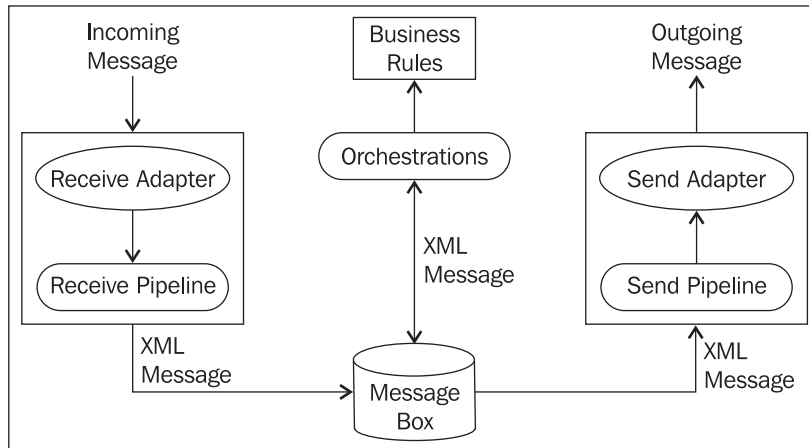 Incoming
Message
Receive Adapter
Receive Pipeline
XML
Message
Business
Rules
Orchestrations
XML
Message
Message
Box
Outgoing
Message
Send Adapter
Send Pipeline
XML
Message